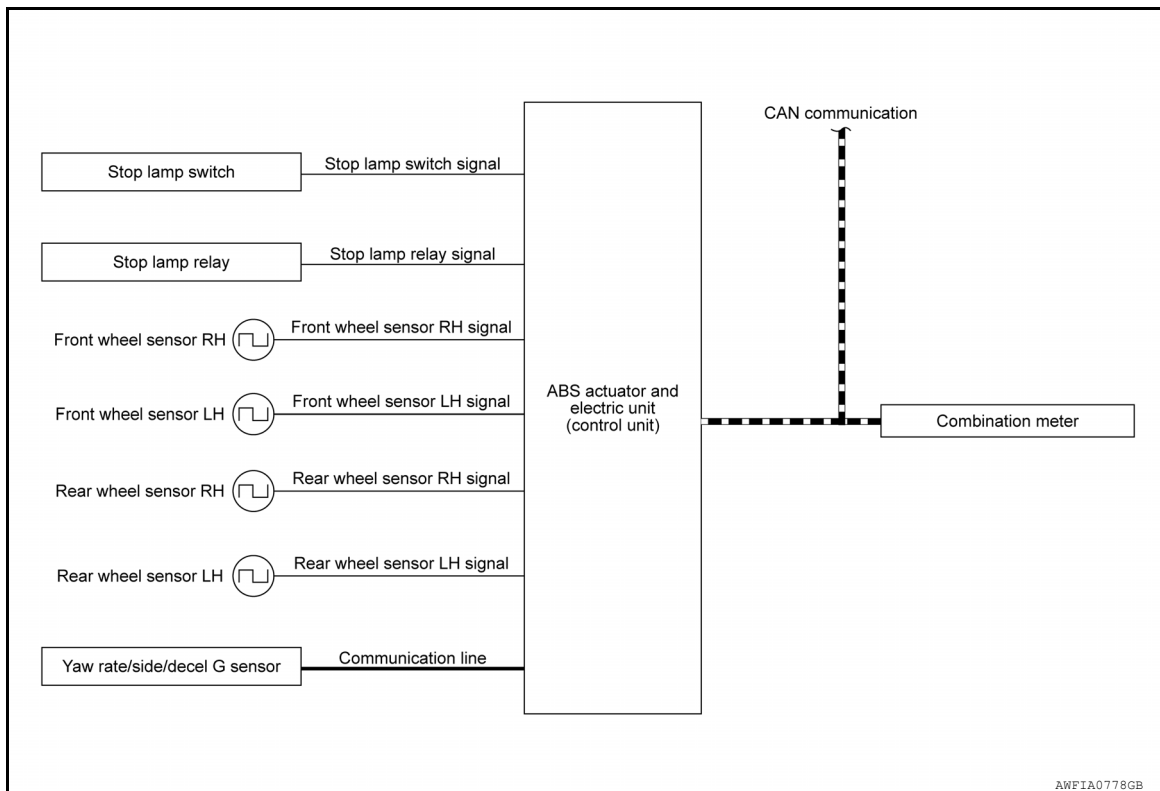 CAN communication
Stop lamp switch
Stop lamp switch signal
Stop lamp relay
Stop lamp relay signal
Front wheel sensor RH
Front wheel sensor RH signal
Front wheel sensor LH
Front wheel sensor LH signal
ABS actuator and
electric unit
(control unit)
Combination meter
Rear wheel sensor RH
Rear wheel sensor RH signal
Rear wheel sensor LH
Rear wheel sensor LH signal
Yaw rate/side/decel G sensor
Communication line
AWFIA0778GB